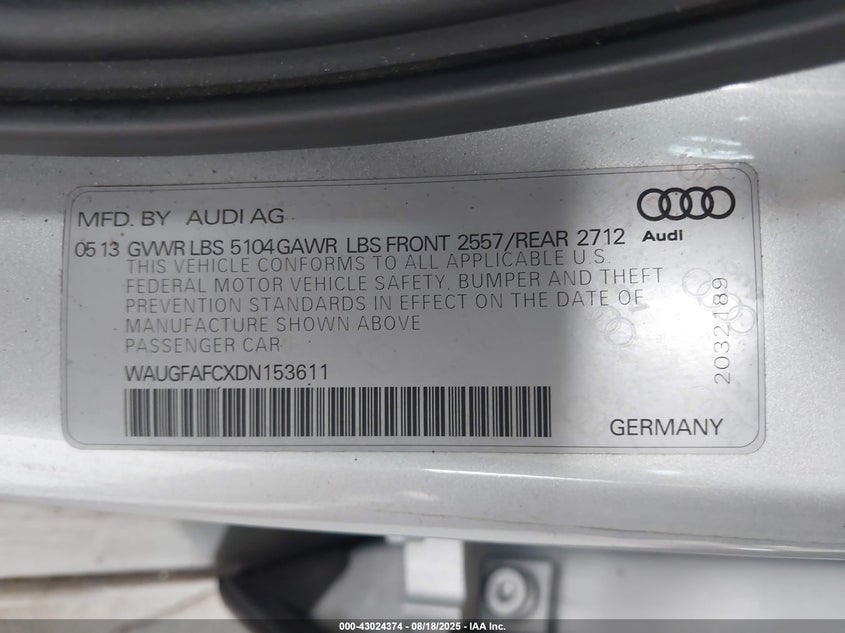 MFD. BY AUDI AG
0513 GVWR LBS 5104 GAWR LBS FRONT 2557/REAR 2712
Audi
THIS VEHICLE CONFORMS TO ALL APPLICABLE U.S.
FEDERAL MOTOR VEHICLE SAFETY, BUMPER AND THEFT
PREVENTION STANDARDS IN EFFECT ON THE DATE OF
MANUFACTURE SHOWN ABOVE
PASSENGER CAR
WAUGFAFCXDN153611
2032189
GERMANY
000-43024374 - 08/18/2025 - IAA Inc.